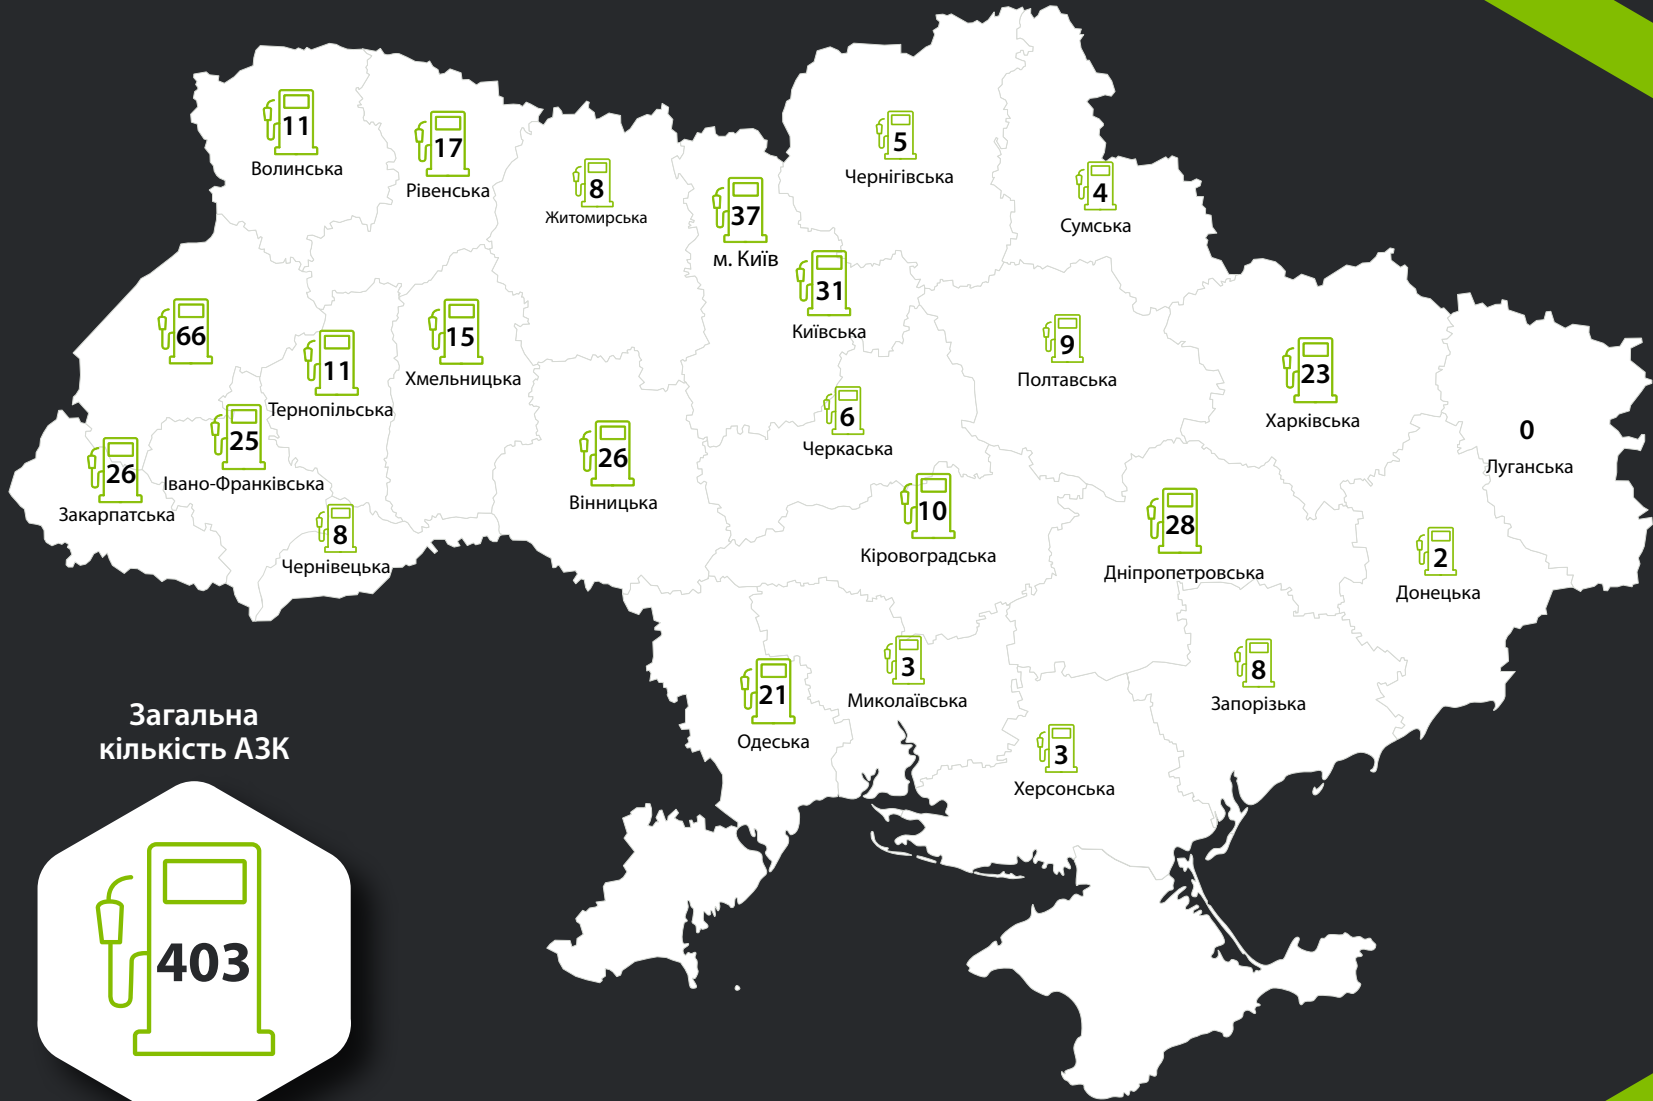 11
Волинська
17
Рівенська
8
Житомирська
37
м. Київ
5
Чернігівська
4
Сумська
31
Київська
66
11
Тернопільська
15
Хмельницька
9
Полтавська
23
Харківська
0
Луганська
26
Закарпатська
25
Івано-Франківська
8
Чернівецька
26
Вінницька
6
Черкаська
10
Кіровоградська
28
Дніпропетровська
2
Донецька
21
Одеська
3
Миколаївська
3
Херсонська
8
Запорізька
Загальна
кількість АЗК
403